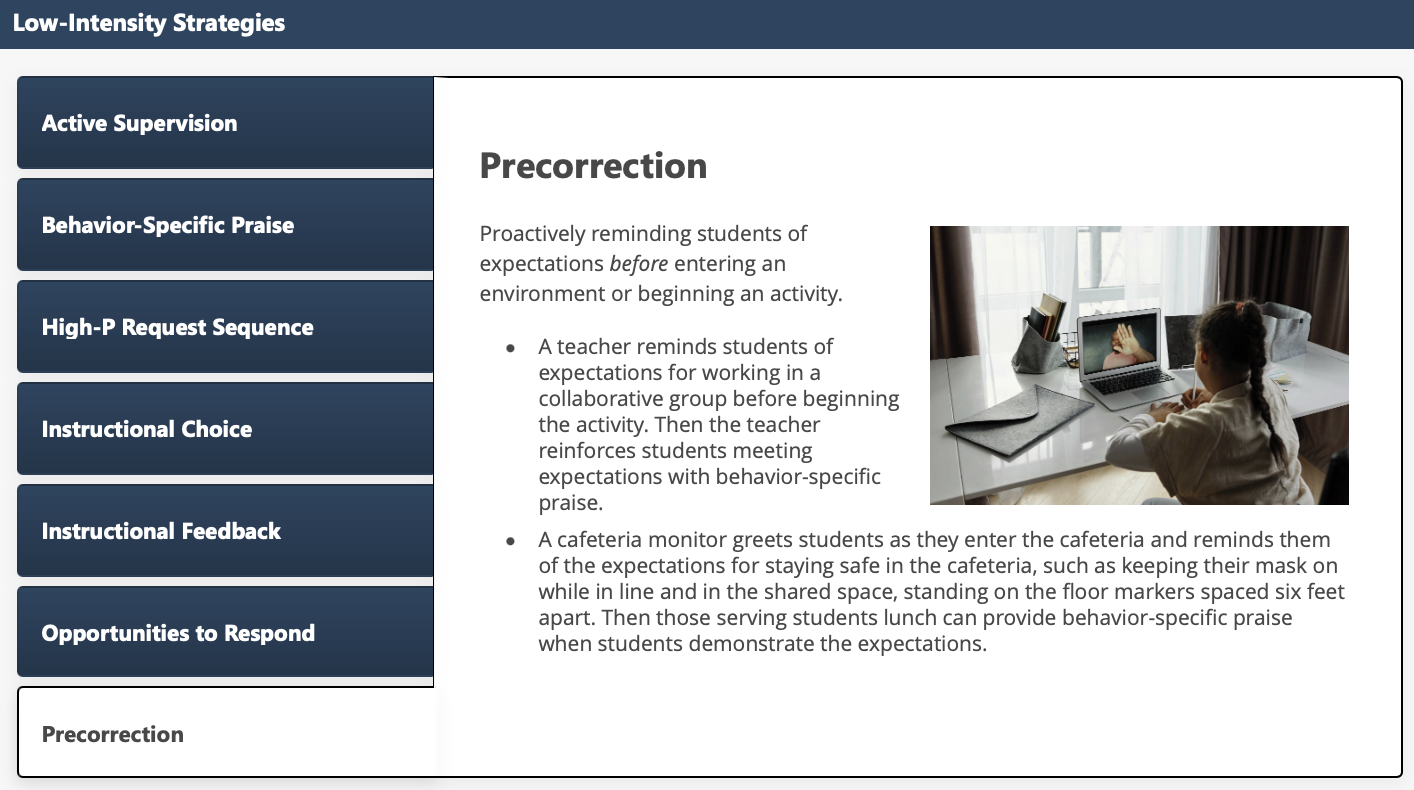 Low-Intensity Strategies
Active Supervision
Behavior-Specific Praise
High-P Request Sequence
Instructional Choice
Instructional Feedback
Opportunities to Respond
Precorrection
Precorrection
Proactively reminding students of
expectations before entering an
environment or beginning an activity.
• A teacher reminds students of
expectations for working in a
collaborative group before beginning
the activity. Then the teacher
reinforces students meeting
expectations with behavior-specific
praise.
• A cafeteria monitor greets students as they enter the cafeteria and reminds them
of the expectations for staying safe in the cafeteria, such as keeping their mask on
while in line and in the shared space, standing on the floor markers spaced six feet
apart. Then those serving students lunch can provide behavior-specific praise
when students demonstrate the expectations.